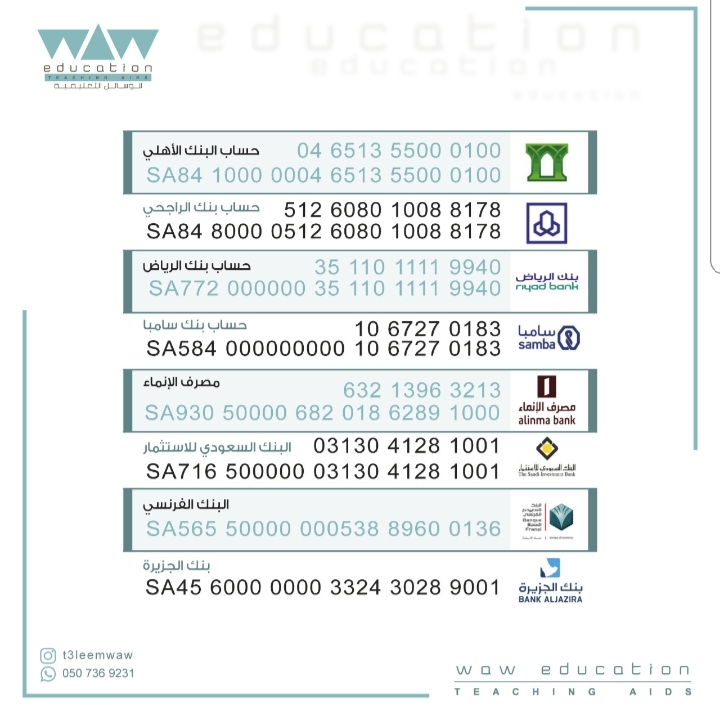 WAW
education
TEACHING AIDS
الوسائل التعليمية
education
education
education
حساب البنك الأهلي 04 6513 5500 0100
SA84 1000 0004 6513 5500 0100
حساب بنك الراجحي 512 6080 1008 8178
SA84 8000 0512 6080 1008 8178
حساب بنك الرياض 35 110 1111 9940
SA772 000000 35 110 1111 9940
بنك الرياض
riyad bank
حساب بنك سامبا 10 6727 0183
SA584 000000000 10 6727 0183
سامبا
samba
مصرف الإنماء 632 1396 3213
SA930 50000 682 018 6289 1000
مصرف الإنماء
alinma bank
البنك السعودي للاستثمار 03130 4128 1001
SA716 500000 03130 4128 1001
البنك السعودي للاستثمار
The Saudi Investment Bank
البنك الفرنسي
SA565 50000 000538 8960 0136
البنك
السعودي
الفرنسي
Banque
Saudi
Fransi
بنك الجزيرة
SA45 6000 0000 3324 3028 9001
بنك الجزيرة
BANK ALJAZIRA
t3leemwaw
050 736 9231
waw education
TEACHING AIDS